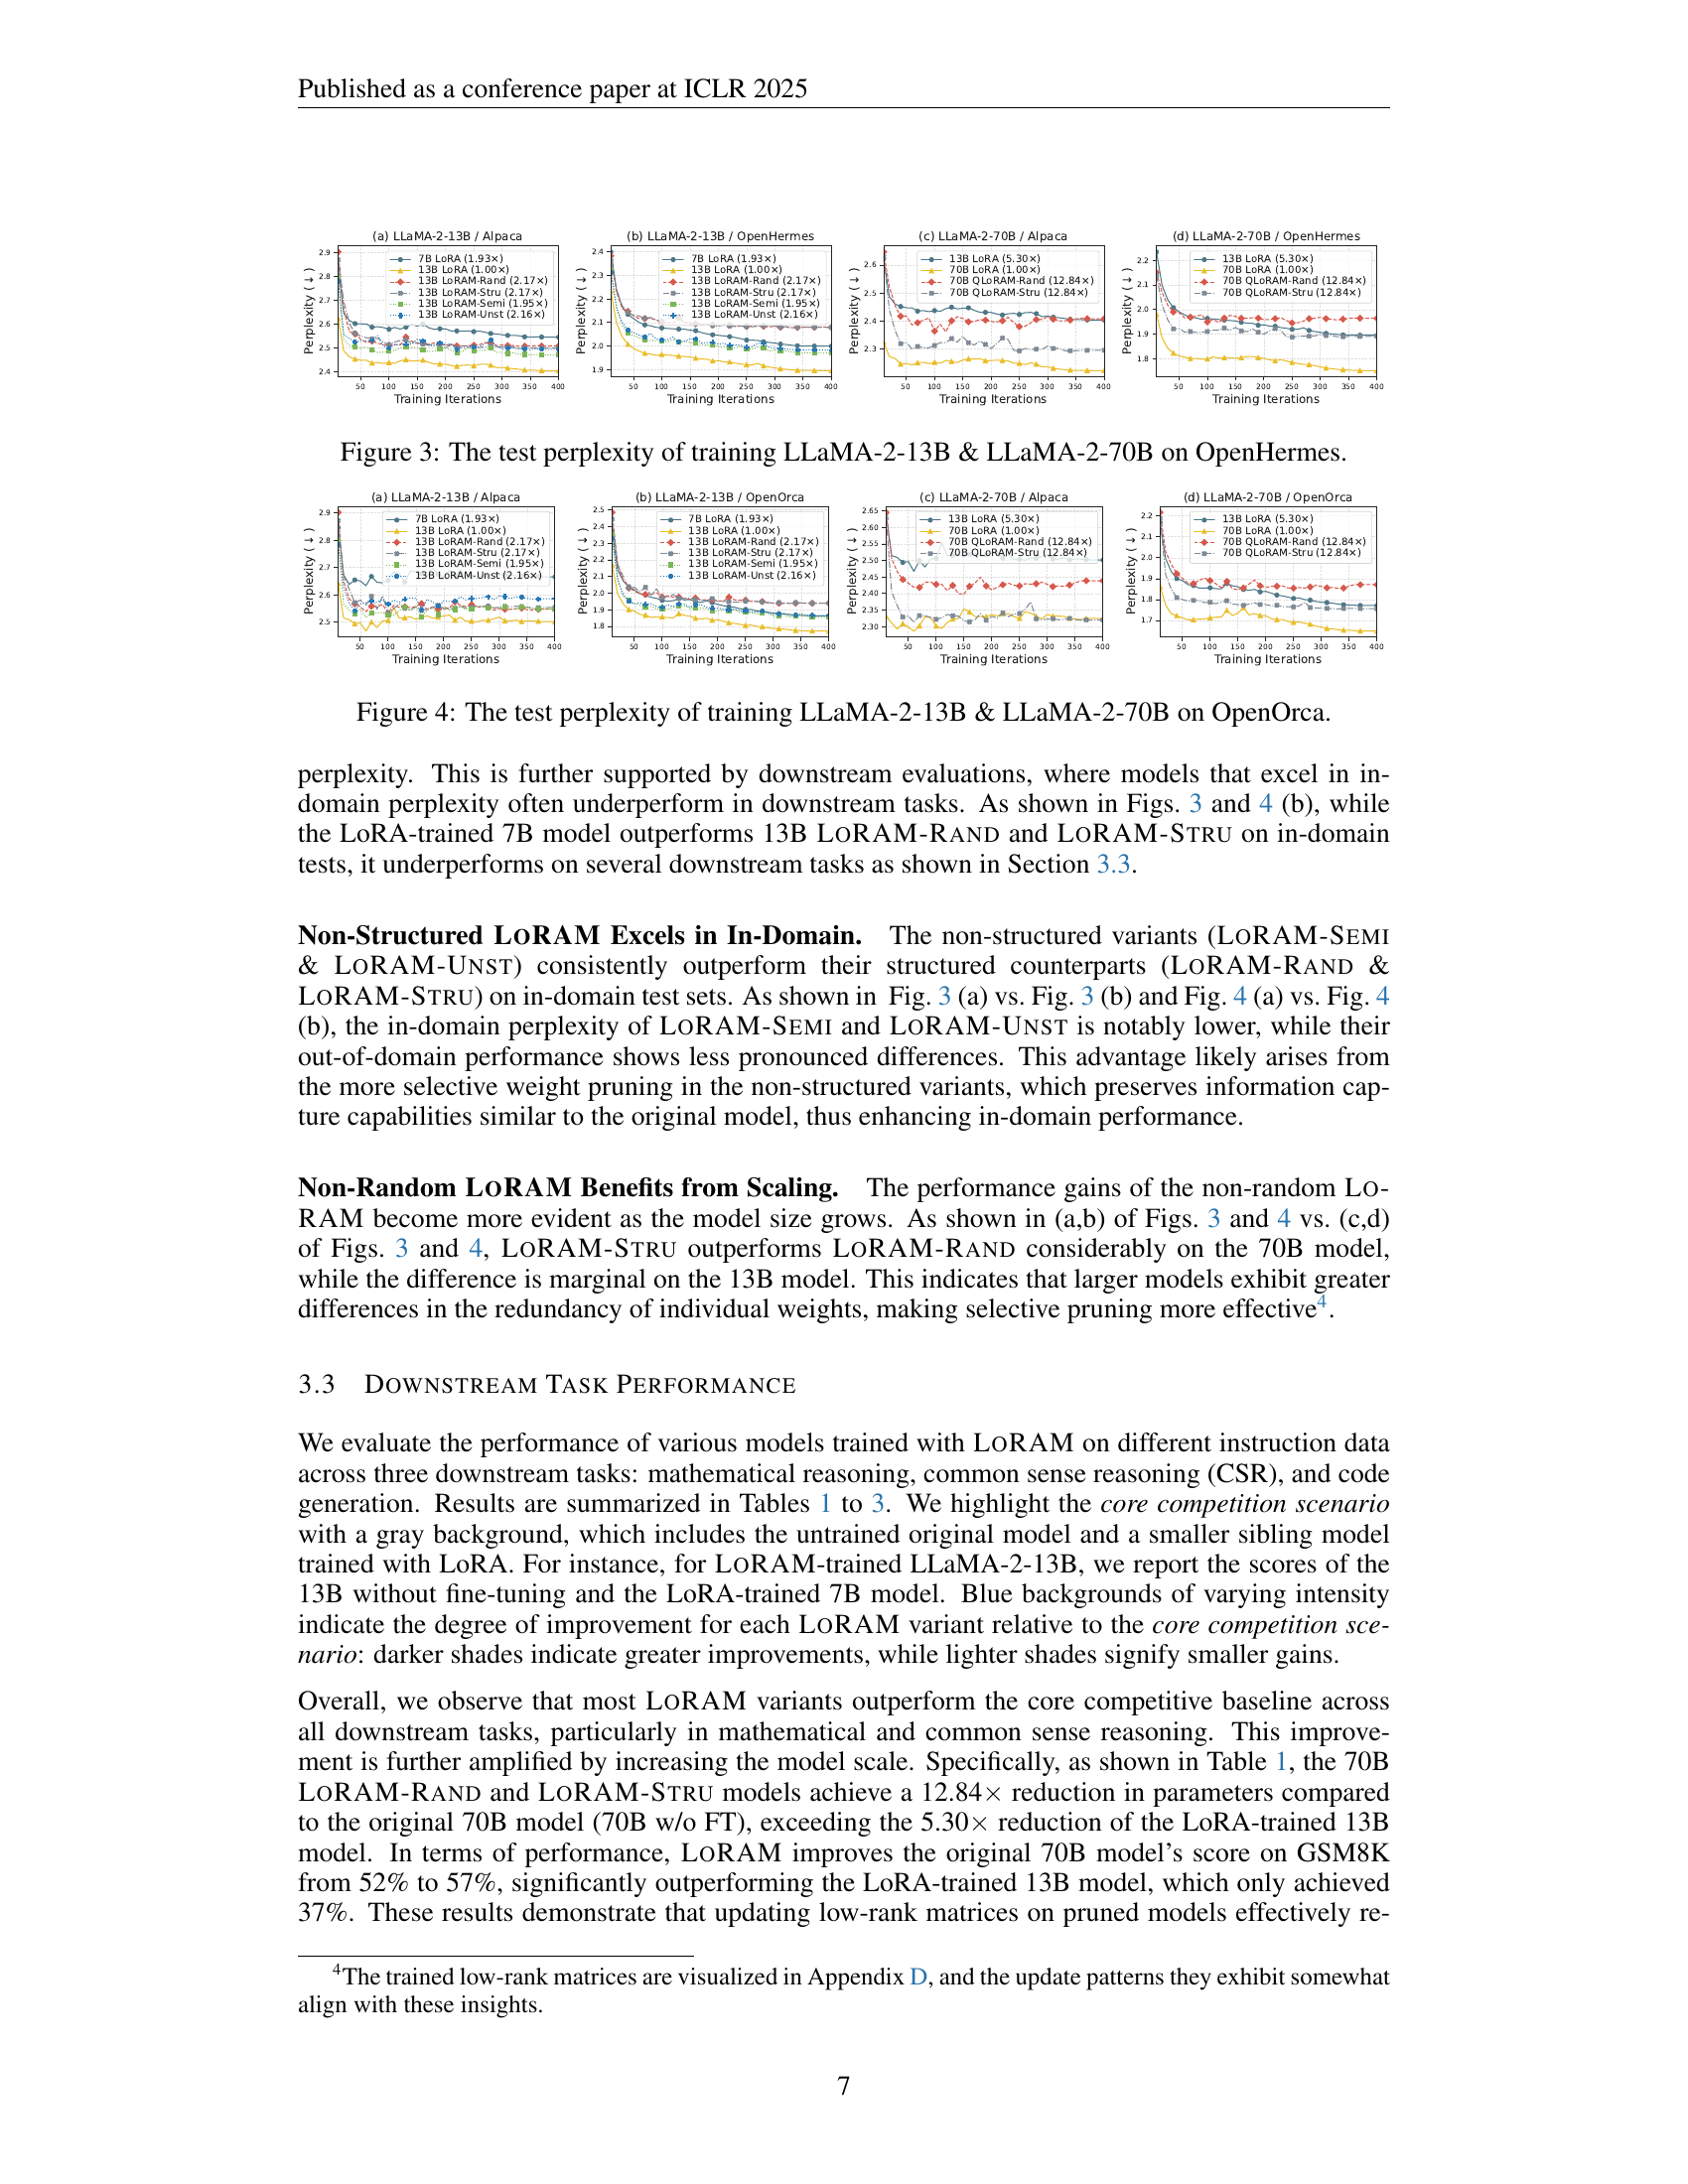 Published as a conference paper at ICLR 2025
(a) LLaMA-2-13B / Alpaca
2.9
2.8
2.7
2.6
2.5
2.4
Perplexity (↓)
7B LoRA (1.93×)
13B LoRA (1.00×)
13B LoRAM-Rand (2.17×)
13B LoRAM-Stru (2.17×)
13B LoRAM-Semi (1.95×)
13B LoRAM-Unst (2.16×)
50 100 150 200 250 300 350 400
Training Iterations
(b) LLaMA-2-13B / OpenHermes
2.4
2.3
2.2
2.1
2.0
1.9
Perplexity (↓)
7B LoRA (1.93×)
13B LoRA (1.00×)
13B LoRAM-Rand (2.17×)
13B LoRAM-Stru (2.17×)
13B LoRAM-Semi (1.95×)
13B LoRAM-Unst (2.16×)
50 100 150 200 250 300 350 400
Training Iterations
(c) LLaMA-2-70B / Alpaca
2.6
2.5
2.4
2.3
Perplexity (↓)
13B LoRA (5.30×)
70B LoRA (1.00×)
70B QLoRAM-Rand (12.84×)
70B QLoRAM-Stru (12.84×)
50 100 150 200 250 300 350 400
Training Iterations
(d) LLaMA-2-70B / OpenHermes
2.2
2.1
2.0
1.9
1.8
Perplexity (↓)
13B LoRA (5.30×)
70B LoRA (1.00×)
70B QLoRAM-Rand (12.84×)
70B QLoRAM-Stru (12.84×)
50 100 150 200 250 300 350 400
Training Iterations
Figure 3: The test perplexity of training LLaMA-2-13B & LLaMA-2-70B on OpenHermes.
(a) LLaMA-2-13B / Alpaca
2.9
2.8
2.7
2.6
2.5
Perplexity (↓)
7B LoRA (1.93×)
13B LoRA (1.00×)
13B LoRAM-Rand (2.17×)
13B LoRAM-Stru (2.17×)
13B LoRAM-Semi (1.95×)
13B LoRAM-Unst (2.16×)
50 100 150 200 250 300 350 400
Training Iterations
(b) LLaMA-2-13B / OpenOrca
2.5
2.4
2.3
2.2
2.1
2.0
1.9
1.8
Perplexity (↓)
7B LoRA (1.93×)
13B LoRA (1.00×)
13B LoRAM-Rand (2.17×)
13B LoRAM-Stru (2.17×)
13B LoRAM-Semi (1.95×)
13B LoRAM-Unst (2.16×)
50 100 150 200 250 300 350 400
Training Iterations
(c) LLaMA-2-70B / Alpaca
2.65
2.60
2.55
2.50
2.45
2.40
2.35
2.30
Perplexity (↓)
13B LoRA (5.30×)
70B LoRA (1.00×)
70B QLoRAM-Rand (12.84×)
70B QLoRAM-Stru (12.84×)
50 100 150 200 250 300 350 400
Training Iterations
(d) LLaMA-2-70B / OpenOrca
2.2
2.1
2.0
1.9
1.8
1.7
Perplexity (↓)
13B LoRA (5.30×)
70B LoRA (1.00×)
70B QLoRAM-Rand (12.84×)
70B QLoRAM-Stru (12.84×)
50 100 150 200 250 300 350 400
Training Iterations
Figure 4: The test perplexity of training LLaMA-2-13B & LLaMA-2-70B on OpenOrca.
perplexity. This is further supported by downstream evaluations, where models that excel in in-
domain perplexity often underperform in downstream tasks. As shown in Figs. 3 and 4 (b), while
the LoRA-trained 7B model outperforms 13B LORAM-RAND and LORAM-STRU on in-domain
tests, it underperforms on several downstream tasks as shown in Section 3.3.
Non-Structured LORAM Excels in In-Domain. The non-structured variants (LORAM-SEMI
& LORAM-UNST) consistently outperform their structured counterparts (LORAM-RAND &
LORAM-STRU) on in-domain test sets. As shown in Fig. 3 (a) vs. Fig. 3 (b) and Fig. 4 (a) vs. Fig. 4
(b), the in-domain perplexity of LORAM-SEMI and LORAM-UNST is notably lower, while their
out-of-domain performance shows less pronounced differences. This advantage likely arises from
the more selective weight pruning in the non-structured variants, which preserves information cap-
ture capabilities similar to the original model, thus enhancing in-domain performance.
Non-Random LORAM Benefits from Scaling. The performance gains of the non-random LO-
RAM become more evident as the model size grows. As shown in (a,b) of Figs. 3 and 4 vs. (c,d)
of Figs. 3 and 4, LORAM-STRU outperforms LORAM-RAND considerably on the 70B model,
while the difference is marginal on the 13B model. This indicates that larger models exhibit greater
differences in the redundancy of individual weights, making selective pruning more effective4.
3.3 DOWNSTREAM TASK PERFORMANCE
We evaluate the performance of various models trained with LORAM on different instruction data
across three downstream tasks: mathematical reasoning, common sense reasoning (CSR), and code
generation. Results are summarized in Tables 1 to 3. We highlight the core competition scenario
with a gray background, which includes the untrained original model and a smaller sibling model
trained with LoRA. For instance, for LORAM-trained LLaMA-2-13B, we report the scores of the
13B without fine-tuning and the LoRA-trained 7B model. Blue backgrounds of varying intensity
indicate the degree of improvement for each LORAM variant relative to the core competition sce-
nario: darker shades indicate greater improvements, while lighter shades signify smaller gains.
Overall, we observe that most LORAM variants outperform the core competitive baseline across
all downstream tasks, particularly in mathematical and common sense reasoning. This improve-
ment is further amplified by increasing the model scale. Specifically, as shown in Table 1, the 70B
LORAM-RAND and LORAM-STRU models achieve a 12.84× reduction in parameters compared
to the original 70B model (70B w/o FT), exceeding the 5.30× reduction of the LoRA-trained 13B
model. In terms of performance, LORAM improves the original 70B model's score on GSM8K
from 52% to 57%, significantly outperforming the LoRA-trained 13B model, which only achieved
37%. These results demonstrate that updating low-rank matrices on pruned models effectively re-
4The trained low-rank matrices are visualized in Appendix D, and the update patterns they exhibit somewhat
align with these insights.
7